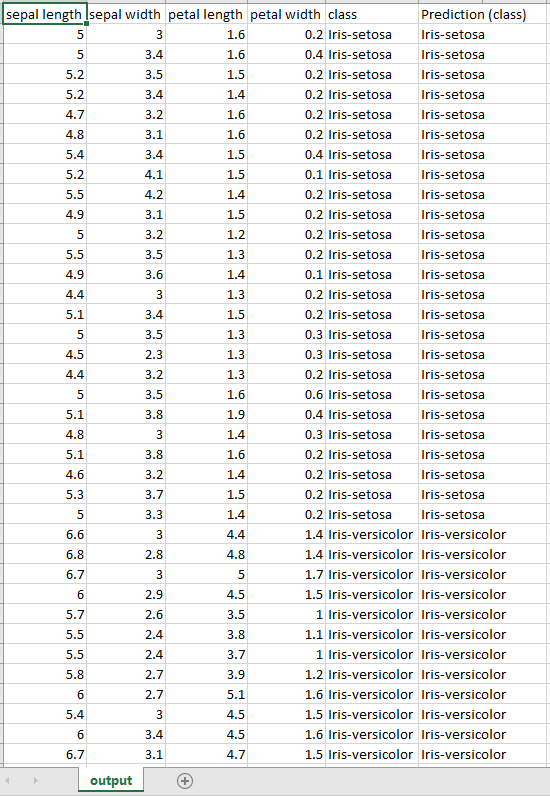 sepal length sepal width petal length petal width class Prediction (class)
5 3 1.6 0.2 Iris-setosa Iris-setosa
5 3.4 1.6 0.4 Iris-setosa Iris-setosa
5.2 3.5 1.5 0.2 Iris-setosa Iris-setosa
5.2 3.4 1.4 0.2 Iris-setosa Iris-setosa
4.7 3.2 1.6 0.2 Iris-setosa Iris-setosa
4.8 3.1 1.6 0.2 Iris-setosa Iris-setosa
5.4 3.4 1.5 0.4 Iris-setosa Iris-setosa
5.2 4.1 1.5 0.1 Iris-setosa Iris-setosa
5.5 4.2 1.4 0.2 Iris-setosa Iris-setosa
4.9 3.1 1.5 0.2 Iris-setosa Iris-setosa
5 3.2 1.2 0.2 Iris-setosa Iris-setosa
5.5 3.5 1.3 0.2 Iris-setosa Iris-setosa
4.9 3.6 1.4 0.1 Iris-setosa Iris-setosa
4.4 3 1.3 0.2 Iris-setosa Iris-setosa
5.1 3.4 1.5 0.2 Iris-setosa Iris-setosa
5 3.5 1.3 0.3 Iris-setosa Iris-setosa
4.5 2.3 1.3 0.3 Iris-setosa Iris-setosa
4.4 3.2 1.3 0.2 Iris-setosa Iris-setosa
5 3.5 1.6 0.6 Iris-setosa Iris-setosa
5.1 3.8 1.9 0.4 Iris-setosa Iris-setosa
4.8 3 1.4 0.3 Iris-setosa Iris-setosa
5.1 3.8 1.6 0.2 Iris-setosa Iris-setosa
4.6 3.2 1.4 0.2 Iris-setosa Iris-setosa
5.3 3.7 1.5 0.2 Iris-setosa Iris-setosa
5 3.3 1.4 0.2 Iris-setosa Iris-setosa
6.6 3 4.4 1.4 Iris-versicolor Iris-versicolor
6.8 2.8 4.8 1.4 Iris-versicolor Iris-versicolor
6.7 3 5 1.7 Iris-versicolor Iris-versicolor
6 2.9 4.5 1.5 Iris-versicolor Iris-versicolor
5.7 2.6 3.5 1 Iris-versicolor Iris-versicolor
5.5 2.4 3.8 1.1 Iris-versicolor Iris-versicolor
5.5 2.4 3.7 1 Iris-versicolor Iris-versicolor
5.8 2.7 3.9 1.2 Iris-versicolor Iris-versicolor
6 2.7 5.1 1.6 Iris-versicolor Iris-versicolor
5.4 3 4.5 1.5 Iris-versicolor Iris-versicolor
6 3.4 4.5 1.6 Iris-versicolor Iris-versicolor
6.7 3.1 4.7 1.5 Iris-versicolor Iris-versicolor
output